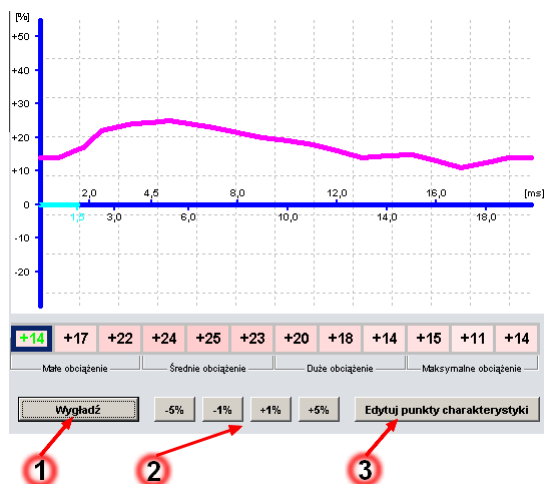 [%]
+50
+40
+30
+20
+10
2,0 4,5 8,0 12,0 16,0 [ms]
0
1,5 3,0 6,0 10,0 14,0 18,0
-10
-20
+14 +17 +22 +24 +25 +23 +20 +18 +14 +15 +11 +14
Małe obciążenie Średnie obciążenie Duże obciążenie Maksymalne obciążenie
Wygładź -5% -1% +1% +5% Edytuj punkty charakterystyki
1 2 3